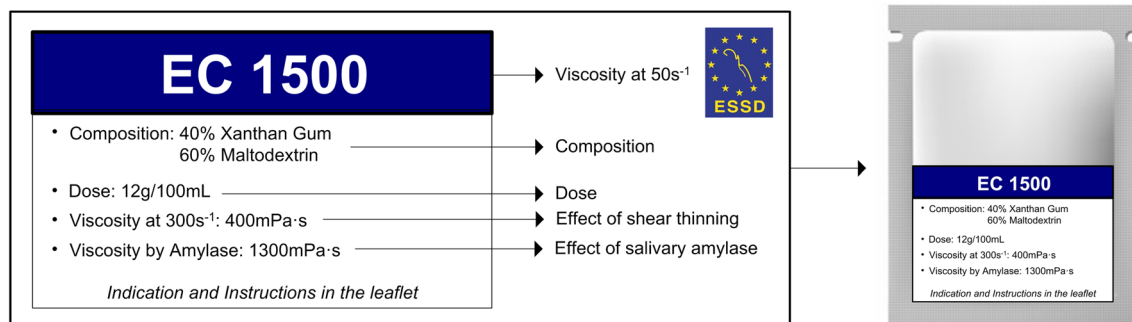 EC 1500
Viscosity at 50s⁻¹
ESSD
• Composition: 40% Xanthan Gum
60% Maltodextrin
Composition
• Dose: 12g/100mL
Dose
• Viscosity at 300s⁻¹: 400mPa·s
Effect of shear thinning
• Viscosity by Amylase: 1300mPa·s
Effect of salivary amylase
Indication and Instructions in the leaflet
EC 1500
• Composition: 40% Xanthan Gum
60% Maltodextrin
• Dose: 12g/100mL
• Viscosity at 300s⁻¹: 400mPa·s
• Viscosity by Amylase: 1300mPa·s
Indication and Instructions in the leaflet